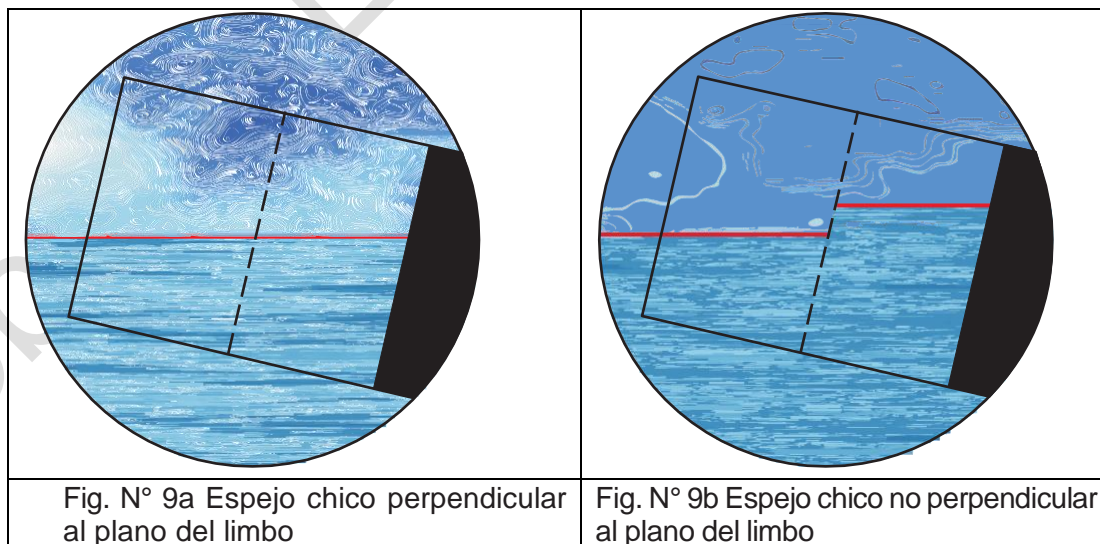 Fig. N° 9a Espejo chico perpendicular
al plano del limbo
Fig. N° 9b Espejo chico no perpendicular
al plano del limbo